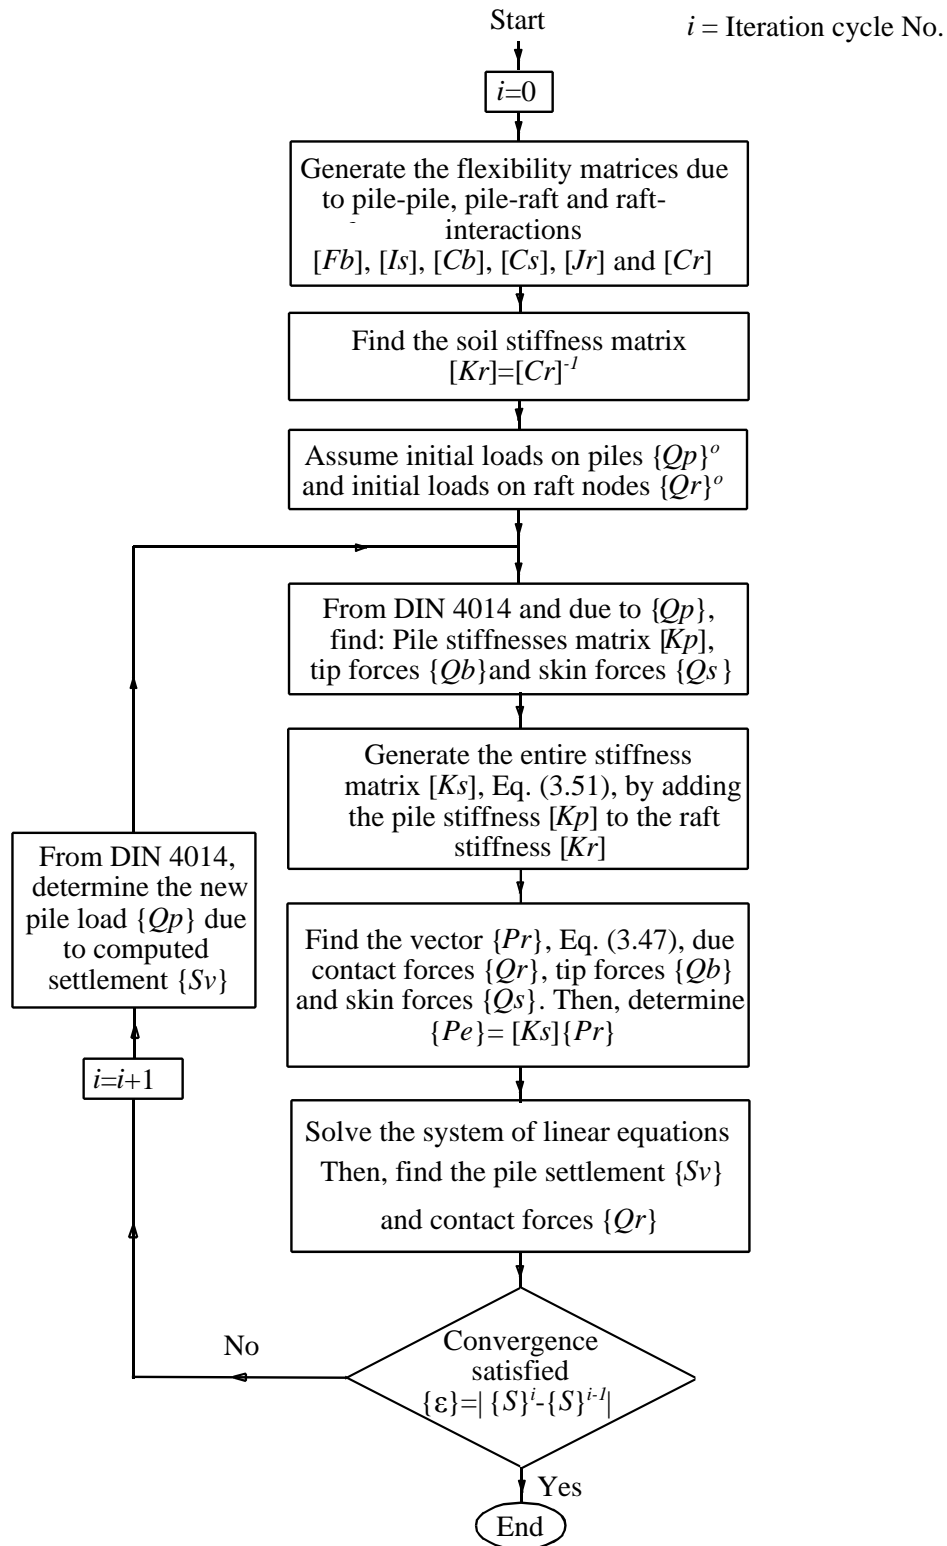 Start
i = Iteration cycle No.
i=0
Generate the flexibility matrices due
to pile-pile, pile-raft and raft-
interactions
[Fb], [Is], [Cb], [Cs], [Jr] and [Cr]
Find the soil stiffness matrix
[Kr]=[Cr]-1
Assume initial loads on piles {Qp}o
and initial loads on raft nodes {Qr}o
From DIN 4014 and due to {Qp},
find: Pile stiffnesses matrix [Kp],
tip forces {Qb}and skin forces {Qs}
Generate the entire stiffness
matrix [Ks], Eq. (3.51), by adding
the pile stiffness [Kp] to the raft
stiffness [Kr]
From DIN 4014,
determine the new
pile load {Qp} due
to computed
settlement {Sv}
Find the vector {Pr}, Eq. (3.47), due
contact forces {Qr}, tip forces {Qb}
and skin forces {Qs}. Then, determine
{Pe}= [Ks]{Pr}
i=i+1
Solve the system of linear equations
Then, find the pile settlement {Sv}
and contact forces {Qr}
No
Convergence
satisfied
{ε}=| {S}i-{S}i-1|
Yes
End